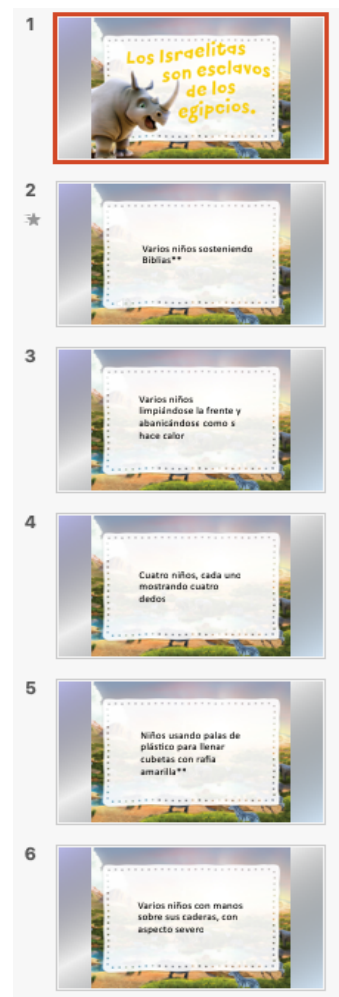 1
Los Israelitas
son esclavos
de los
egipcios.
2
Varios niños sosteniendo
Biblias**
3
Varios niños
limpiándose la frente y
abanicándose como s
hace calor
4
Cuatro niños, cada uno
mostrando cuatro
dedos
5
Niños usando palas de
plástico para llenar
cubetas con rafia
amarilla**
6
Varios niños con manos
sobre sus caderas, con
aspecto severo